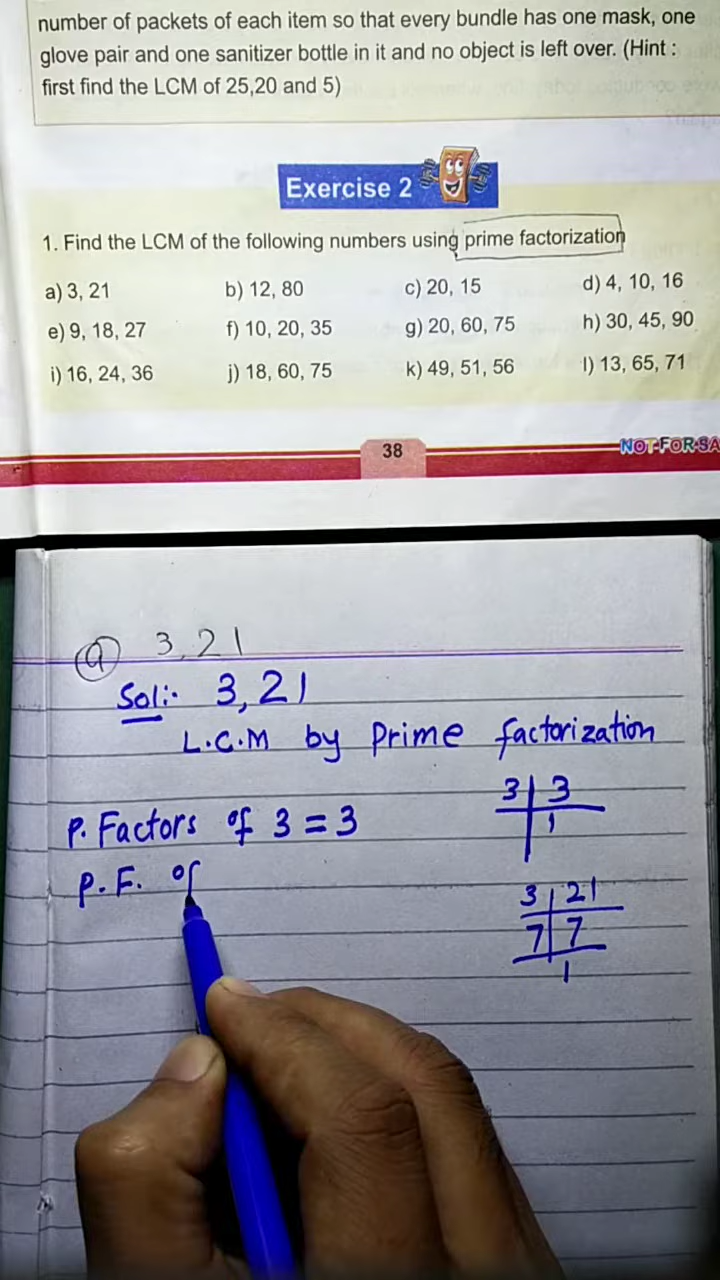 number of packets of each item so that every bundle has one mask, one
glove pair and one sanitizer bottle in it and no object is left over. (Hint :
first find the LCM of 25,20 and 5)
Exercise 2
1. Find the LCM of the following numbers using prime factorization
a) 3, 21 b) 12, 80 c) 20, 15 d) 4, 10, 16
e) 9, 18, 27 f) 10, 20, 35 g) 20, 60, 75 h) 30, 45, 90
i) 16, 24, 36 j) 18, 60, 75 k) 49, 51, 56 l) 13, 65, 71
38
NOT FOR SA
a 3, 21
Sol:- 3, 21
L.C.M by Prime factorization
3 3
1
P. Factors of 3 = 3
P.F. of
3 21
7 7
1